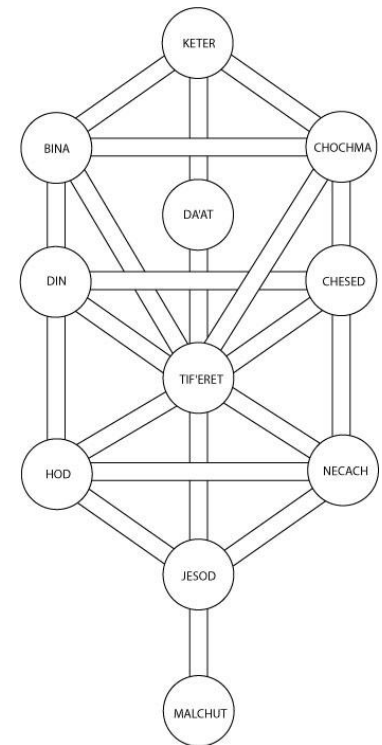 KETER
BINA
CHOCHMA
DA'AT
DIN
CHESED
TIF'ERET
HOD
NECACH
JESOD
MALCHUT